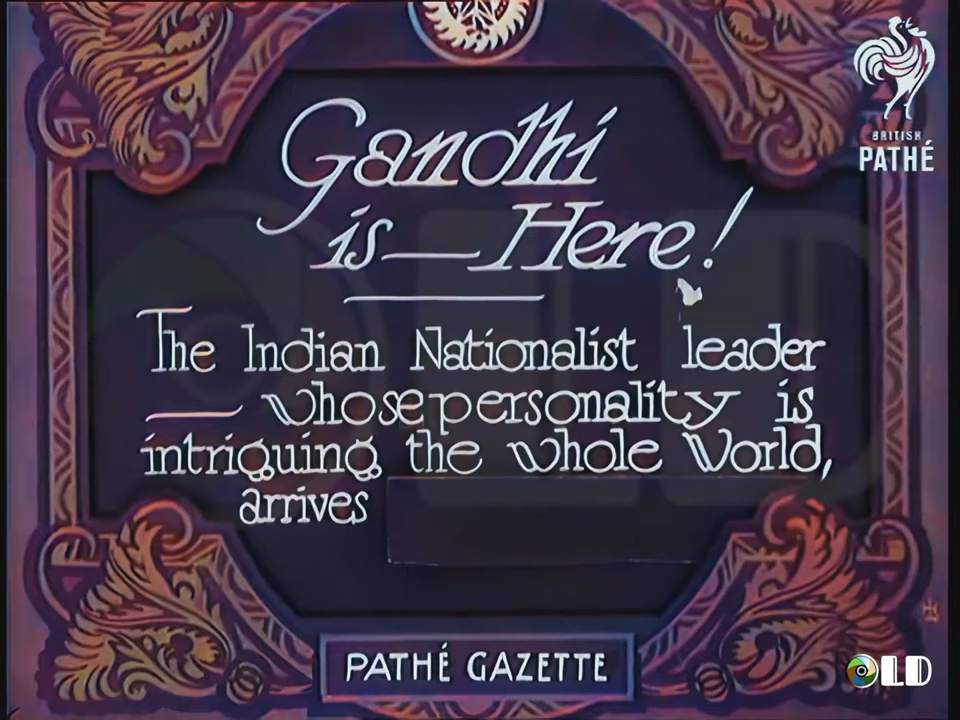 Gandhi
is — Here!
The Indian Nationalist leader
— whose personality is
intriguing the whole World,
arrives
PATHÉ GAZETTE
BRITISH
PATHÉ
OLD